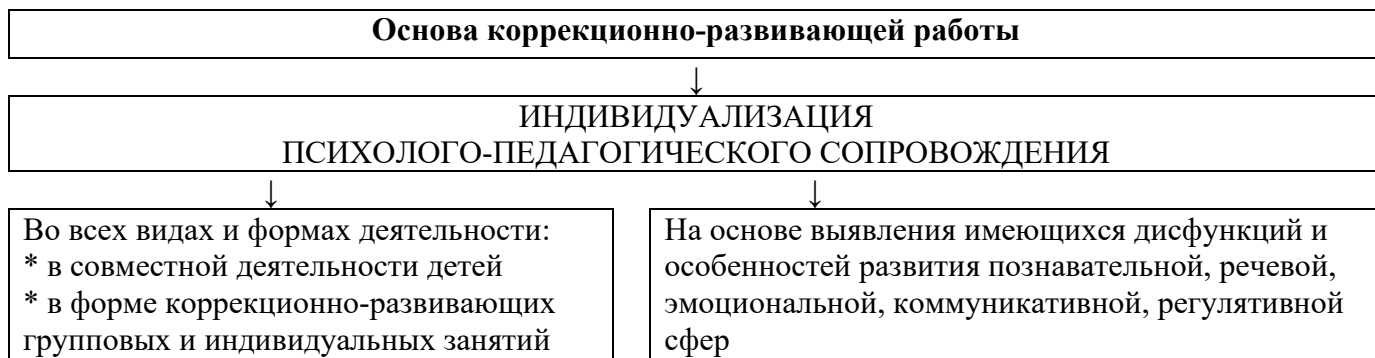 Основа коррекционно-развивающей работы
↓
ИНДИВИДУАЛИЗАЦИЯ
ПСИХОЛОГО-ПЕДАГОГИЧЕСКОГО СОПРОВОЖДЕНИЯ
↓ ↓
Во всех видах и формах деятельности:
* в совместной деятельности детей
* в форме коррекционно-развивающих
групповых и индивидуальных занятий
На основе выявления имеющихся дисфункций и
особенностей развития познавательной, речевой,
эмоциональной, коммуникативной, регулятивной
сфер